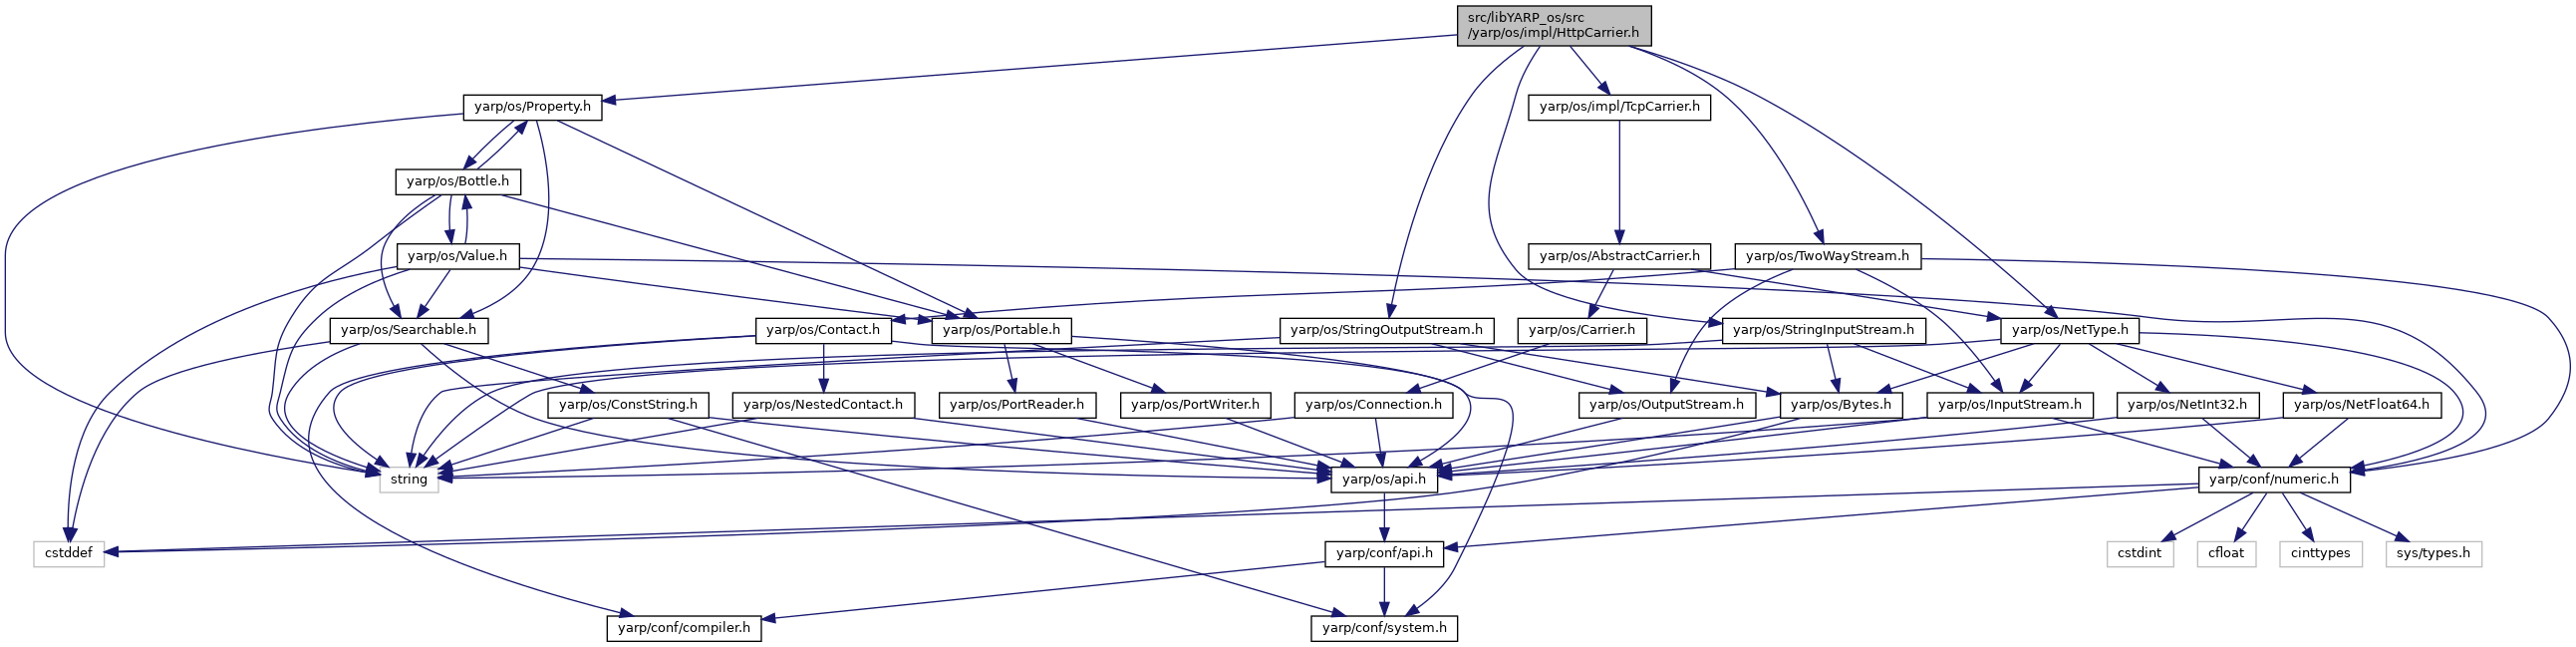 src/libYARP_os/src
/yarp/os/impl/HttpCarrier.h
yarp/os/Property.h
yarp/os/impl/TcpCarrier.h
yarp/os/Bottle.h
yarp/os/Value.h
yarp/os/AbstractCarrier.h
yarp/os/TwoWayStream.h
yarp/os/Searchable.h
yarp/os/Contact.h
yarp/os/Portable.h
yarp/os/StringOutputStream.h
yarp/os/Carrier.h
yarp/os/StringInputStream.h
yarp/os/NetType.h
yarp/os/ConstString.h
yarp/os/NestedContact.h
yarp/os/PortReader.h
yarp/os/PortWriter.h
yarp/os/Connection.h
yarp/os/OutputStream.h
yarp/os/Bytes.h
yarp/os/InputStream.h
yarp/os/NetInt32.h
yarp/os/NetFloat64.h
string
yarp/os/api.h
yarp/conf/numeric.h
cstddef
yarp/conf/api.h
cstdint
cfloat
cinttypes
sys/types.h
yarp/conf/compiler.h
yarp/conf/system.h